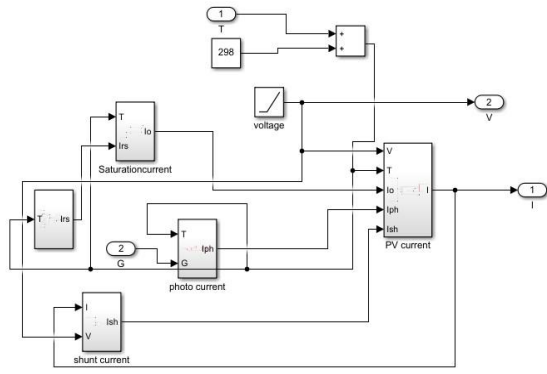 1
T
298
+
+
voltage
2
V
T
Irs
Io
Saturationcurrent
V
T
Io
Iph
Ish
I
PV current
1
I
T
Irs
2
G
T
G
Iph
photo current
I
V
Ish
shunt current